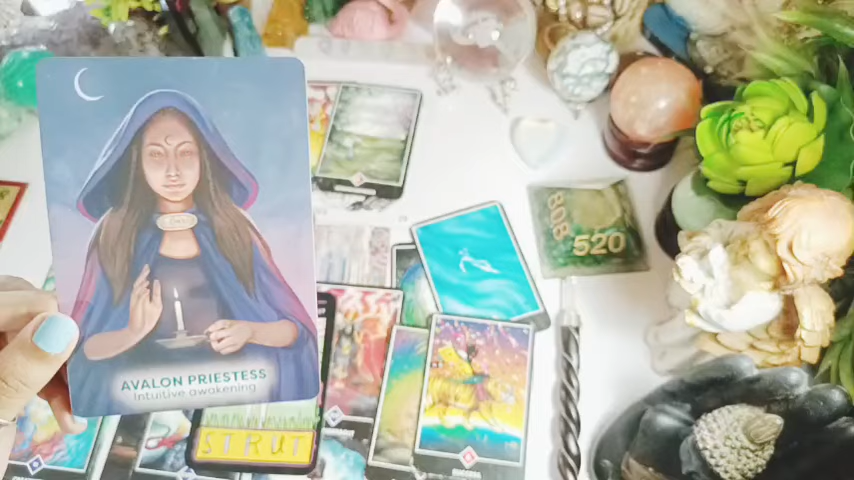 AVALON PRIESTESS
Intuitive awakening
STRUT
808
520